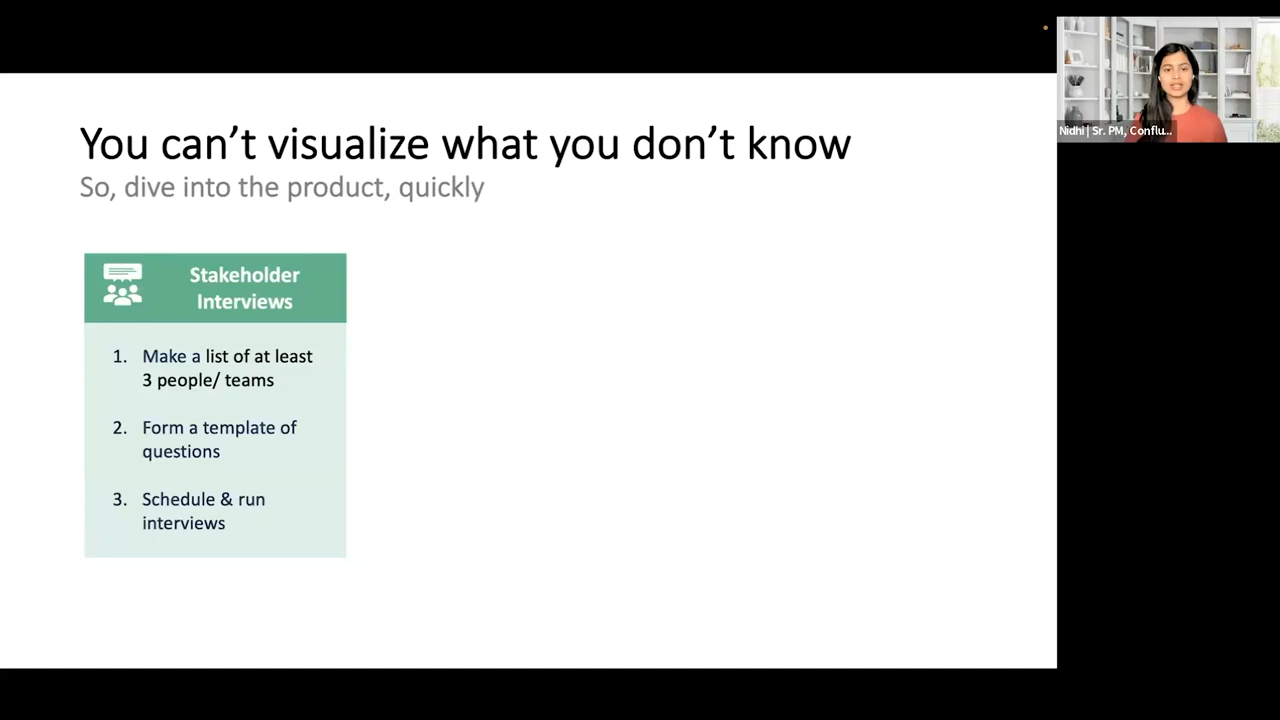 You can't visualize what you don't know
So, dive into the product, quickly
Stakeholder
Interviews
1. Make a list of at least
3 people/ teams
2. Form a template of
questions
3. Schedule & run
interviews
Nidhi | Sr. PM, Conflu...